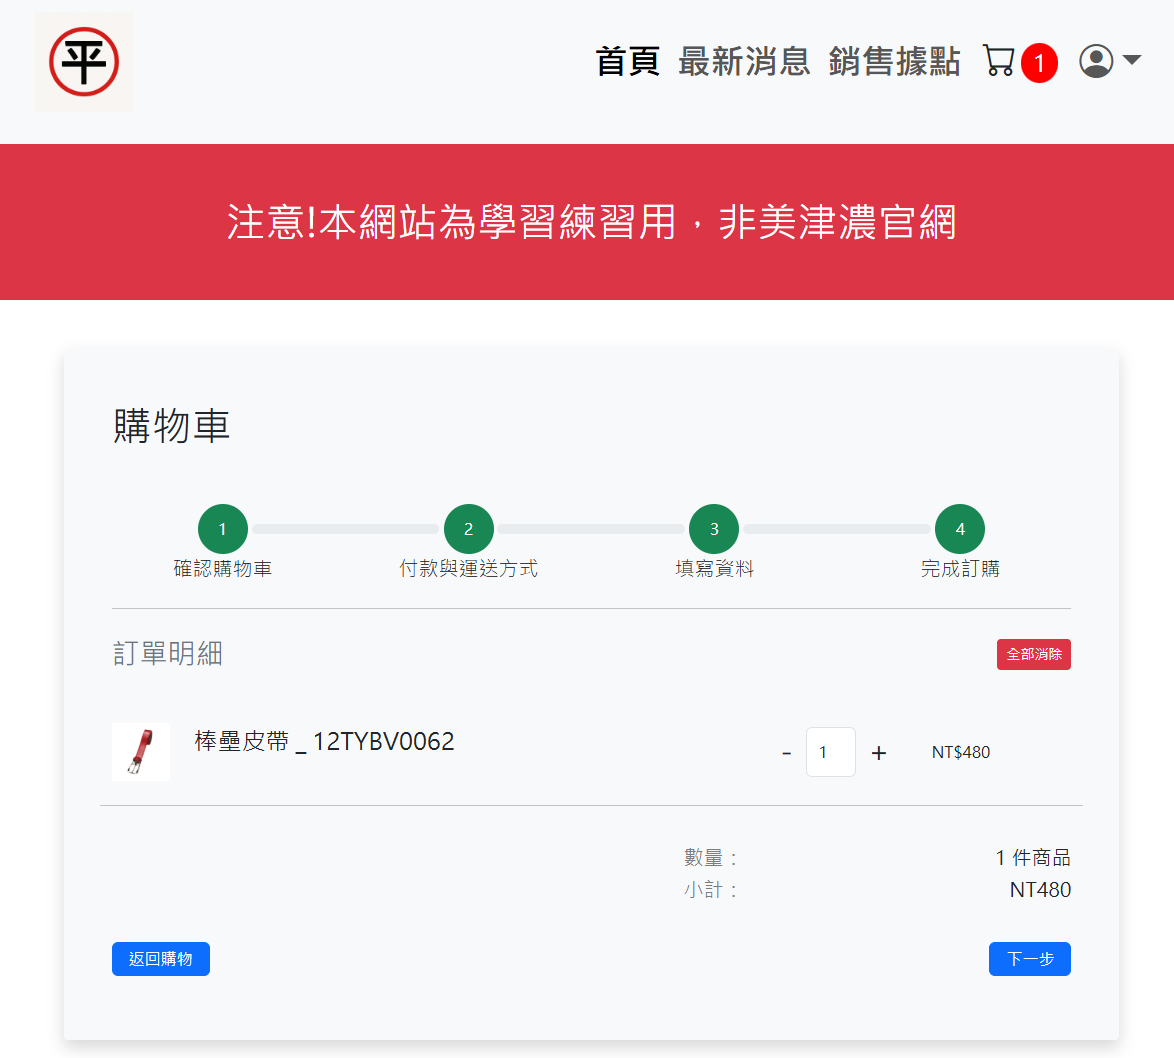 平
首頁 最新消息 銷售據點 1
注意!本網站為學習練習用，非美津濃官網
購物車
1 2 3 4
確認購物車 付款與運送方式 填寫資料 完成訂購
訂單明細 全部消除
棒壘皮帶 _ 12TYBV0062 - 1 + NT$480
數量： 1 件商品
小計： NT480
返回購物 下一步